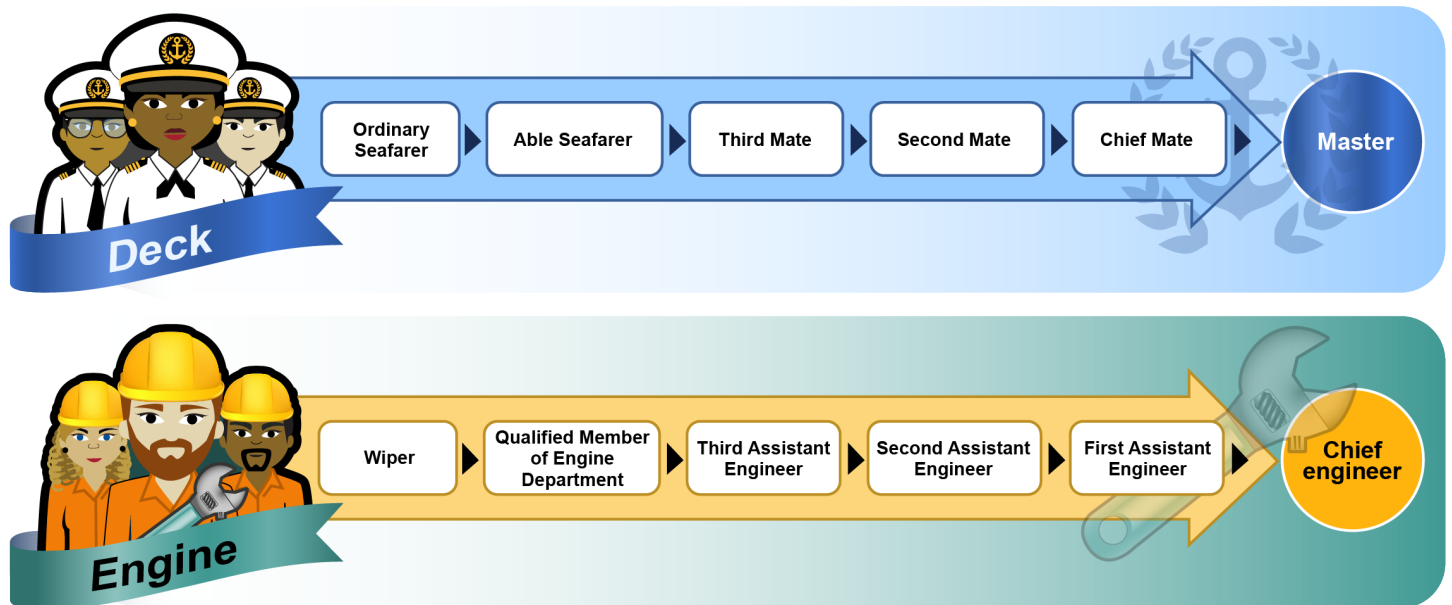 Deck
Ordinary
Seafarer
Able Seafarer
Third Mate
Second Mate
Chief Mate
Master
Engine
Wiper
Qualified Member
of Engine
Department
Third Assistant
Engineer
Second Assistant
Engineer
First Assistant
Engineer
Chief
engineer